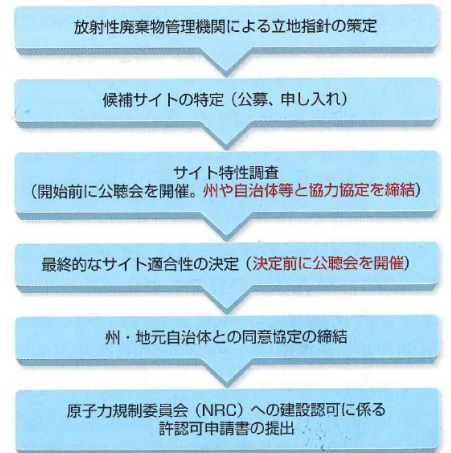 放射性廃棄物管理機関による立地指針の策定
候補サイトの特定（公募、申し入れ）
サイト特性調査
（開始前に公聴会を開催。州や自治体等と協力協定を締結）
最終的なサイト適合性の決定（決定前に公聴会を開催）
州・地元自治体との同意協定の締結
原子力規制委員会（NRC）への建設認可に係る
許認可申請書の提出